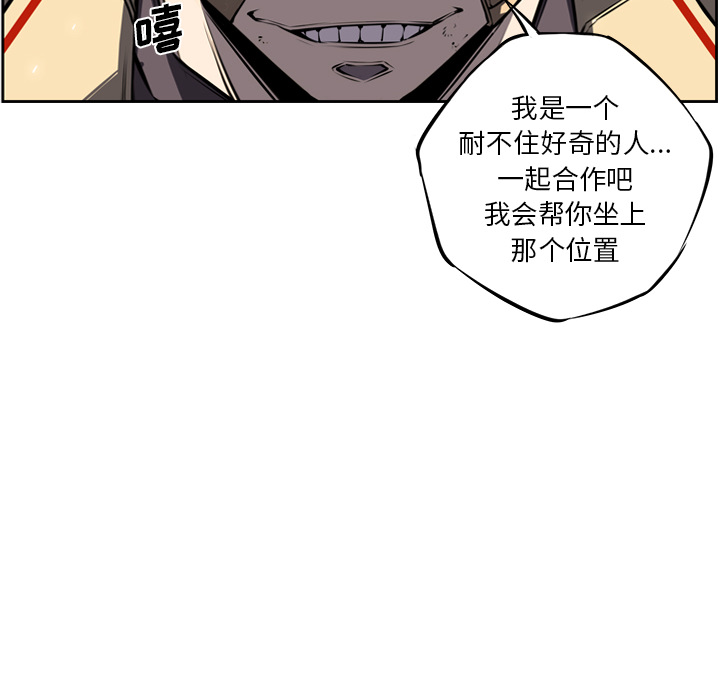 嘻
我是一个
耐不住好奇的人...
一起合作吧
我会帮你坐上
那个位置